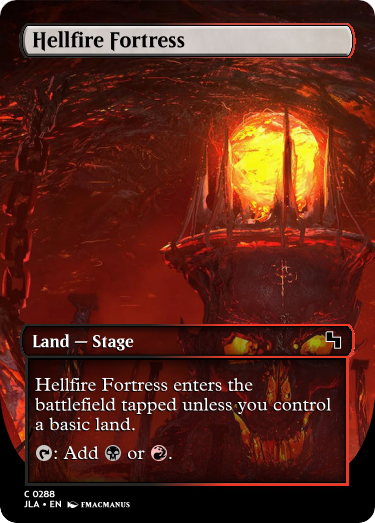 Hellfire Fortress
Land — Stage
Hellfire Fortress enters the
battlefield tapped unless you control
a basic land.
: Add or .
C 0288
JLA • EN FMACMANUS